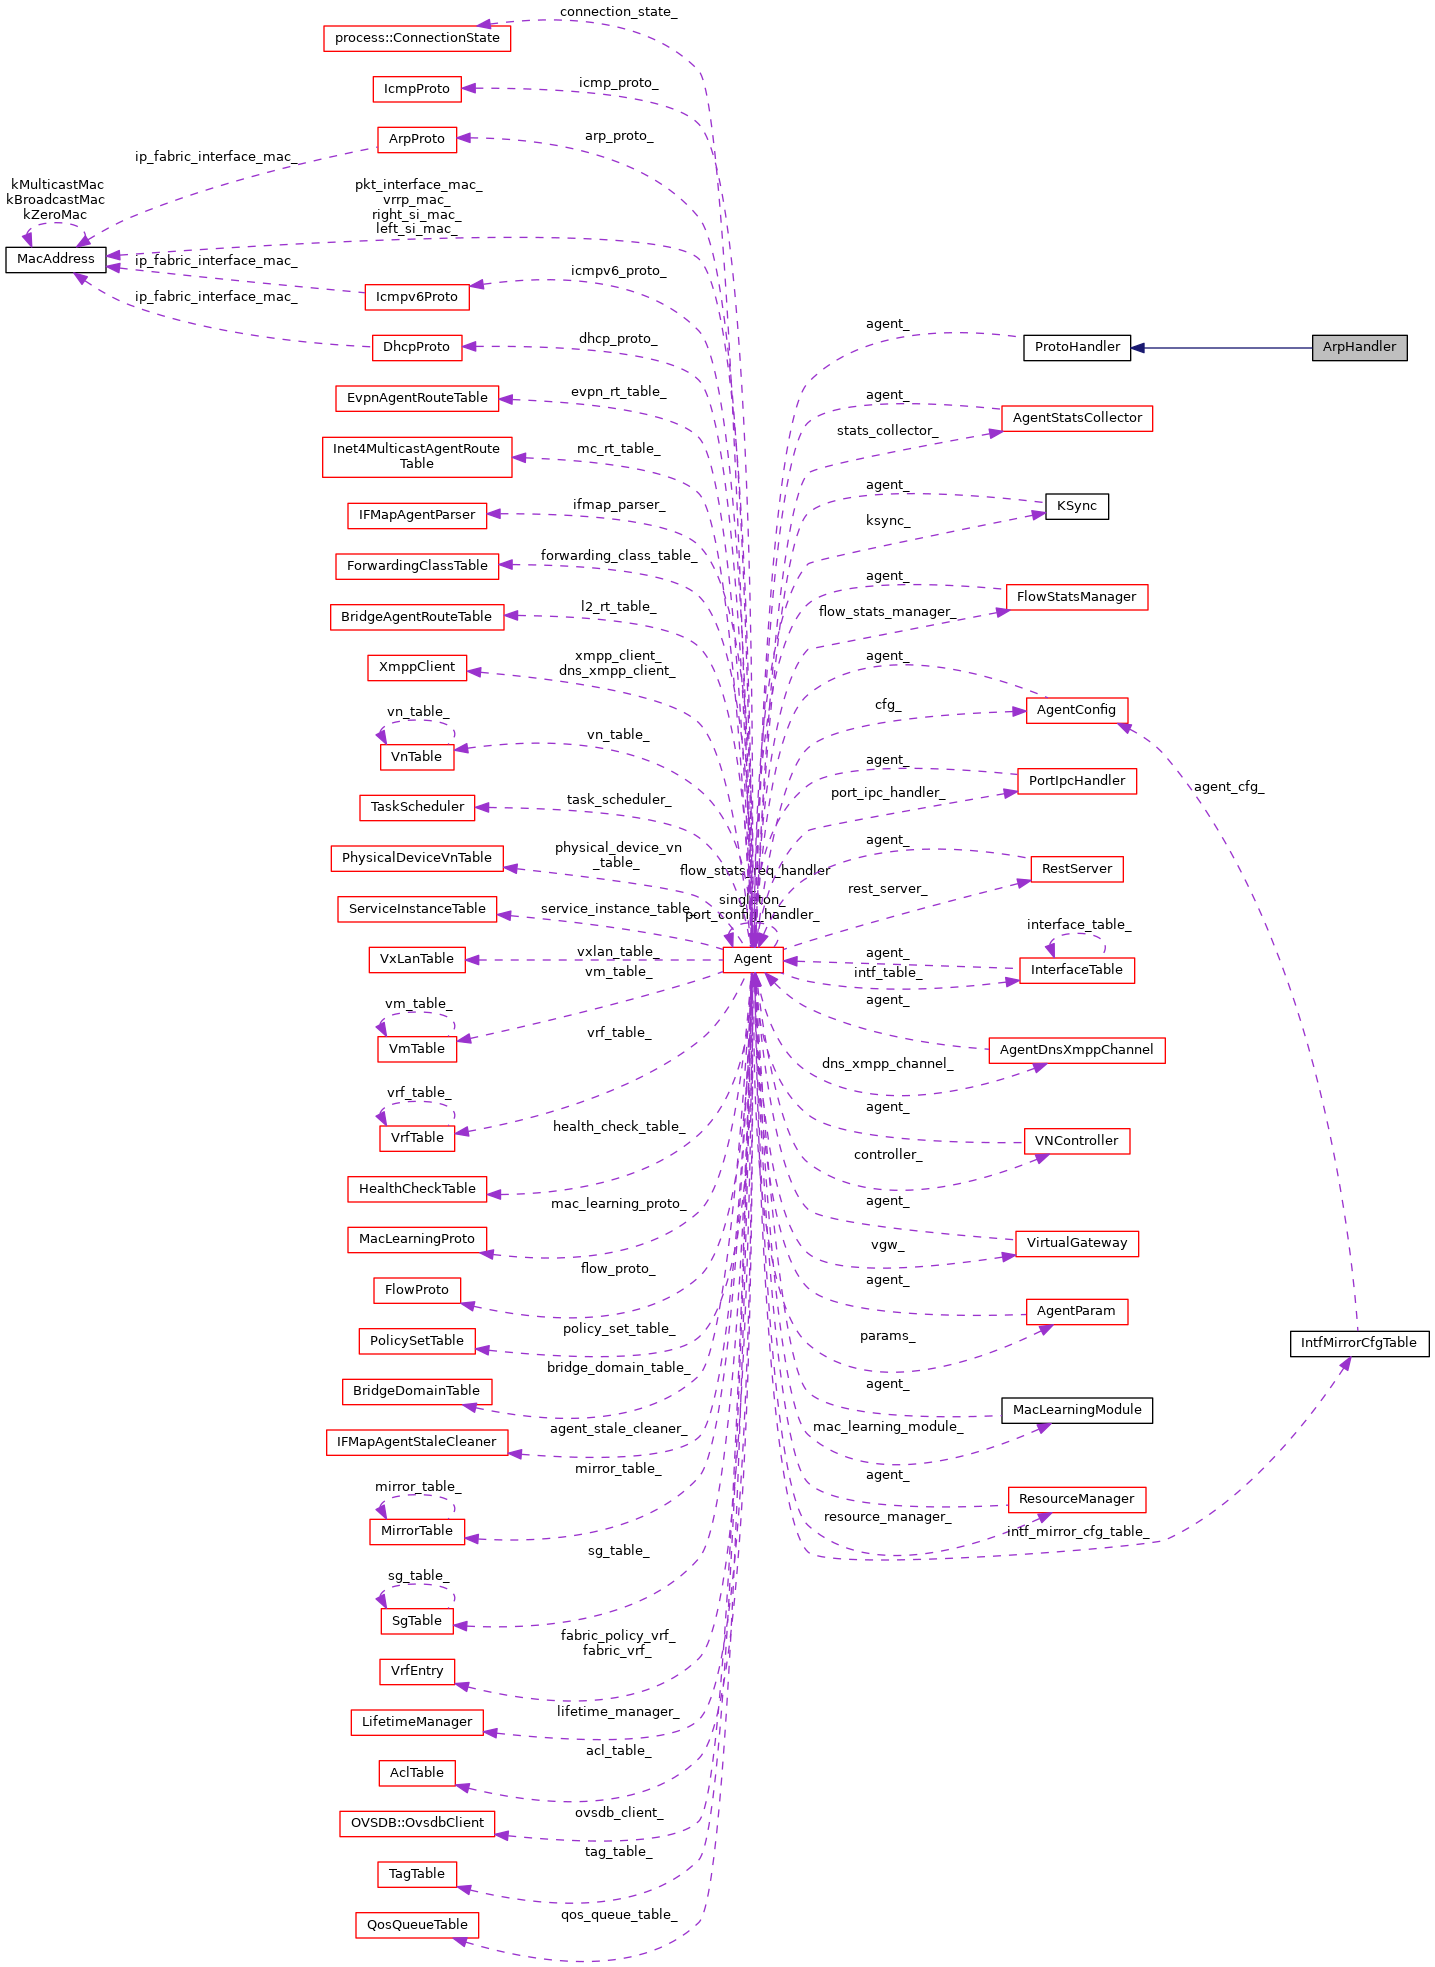 connection_state_
process::ConnectionState
icmp_proto_
IcmpProto
arp_proto_
ArpProto
ip_fabric_interface_mac_
kMulticastMac
kBroadcastMac
kZeroMac
pkt_interface_mac_
vrrp_mac_
right_si_mac_
left_si_mac_
MacAddress
ip_fabric_interface_mac_
icmpv6_proto_
Icmpv6Proto
ip_fabric_interface_mac_
dhcp_proto_
DhcpProto
evpn_rt_table_
EvpnAgentRouteTable
mc_rt_table_
Inet4MulticastAgentRoute
Table
ifmap_parser_
IFMapAgentParser
forwarding_class_table_
ForwardingClassTable
l2_rt_table_
BridgeAgentRouteTable
xmpp_client_
dns_xmpp_client_
XmppClient
vn_table_
vn_table_
VnTable
task_scheduler_
TaskScheduler
physical_device_vn
_table_
PhysicalDeviceVnTable
service_instance_table_
ServiceInstanceTable
vxlan_table_
VxLanTable
vm_table_
vm_table_
VmTable
vrf_table_
vrf_table_
VrfTable
health_check_table_
HealthCheckTable
mac_learning_proto_
MacLearningProto
flow_proto_
FlowProto
policy_set_table_
PolicySetTable
bridge_domain_table_
BridgeDomainTable
agent_stale_cleaner_
IFMapAgentStaleCleaner
mirror_table_
mirror_table_
MirrorTable
sg_table_
sg_table_
SgTable
fabric_policy_vrf_
fabric_vrf_
VrfEntry
lifetime_manager_
LifetimeManager
acl_table_
AclTable
ovsdb_client_
OVSDB::OvsdbClient
tag_table_
TagTable
qos_queue_table_
QosQueueTable
flow_stats_req_handler
_
singleton_
port_config_handler_
Agent
agent_
ProtoHandler
ArpHandler
agent_
AgentStatsCollector
stats_collector_
agent_
KSync
ksync_
agent_
FlowStatsManager
flow_stats_manager_
agent_
AgentConfig
cfg_
agent_
PortIpcHandler
port_ipc_handler_
agent_cfg_
agent_
RestServer
rest_server_
interface_table_
agent_
InterfaceTable
intf_table_
agent_
AgentDnsXmppChannel
dns_xmpp_channel_
agent_
VNController
controller_
agent_
VirtualGateway
vgw_
agent_
AgentParam
params_
IntfMirrorCfgTable
agent_
MacLearningModule
mac_learning_module_
agent_
ResourceManager
resource_manager_
intf_mirror_cfg_table_